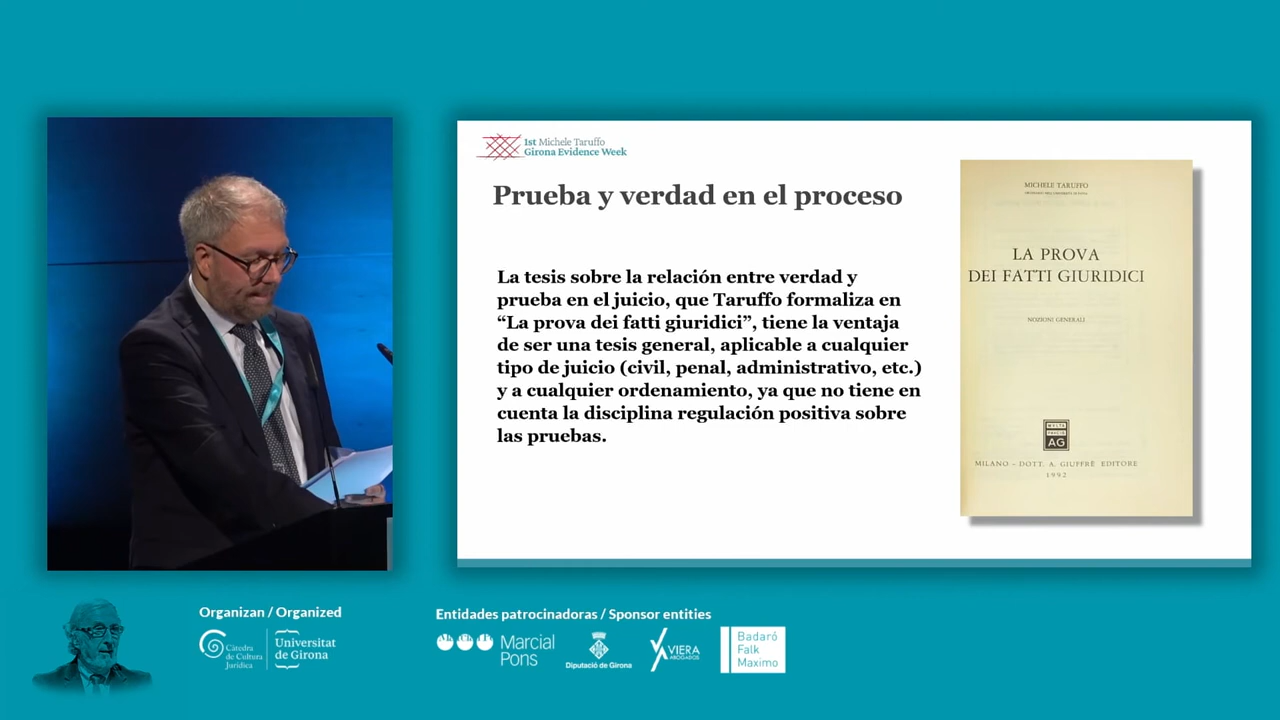 1st Michele Taruffo
Girona Evidence Week
Prueba y verdad en el proceso
La tesis sobre la relación entre verdad y
prueba en el juicio, que Taruffo formaliza en
“La prova dei fatti giuridici”, tiene la ventaja
de ser una tesis general, aplicable a cualquier
tipo de juicio (civil, penal, administrativo, etc.)
y a cualquier ordenamiento, ya que no tiene en
cuenta la disciplina regulación positiva sobre
las pruebas.
MICHELE TARUFFO
LA PROVA
DEI FATTI GIURIDICI
NOZIONI GENERALI
AG
MILANO - DOTT. A. GIUFFRÈ EDITORE
1992
Organizan / Organized
Càtedra
de Cultura
Jurídica
Universitat
de Girona
Entidades patrocinadoras / Sponsor entities
Marcial
Pons
Diputació de Girona
VIERA
ABOGADOS
Badaró
Falk
Maximo